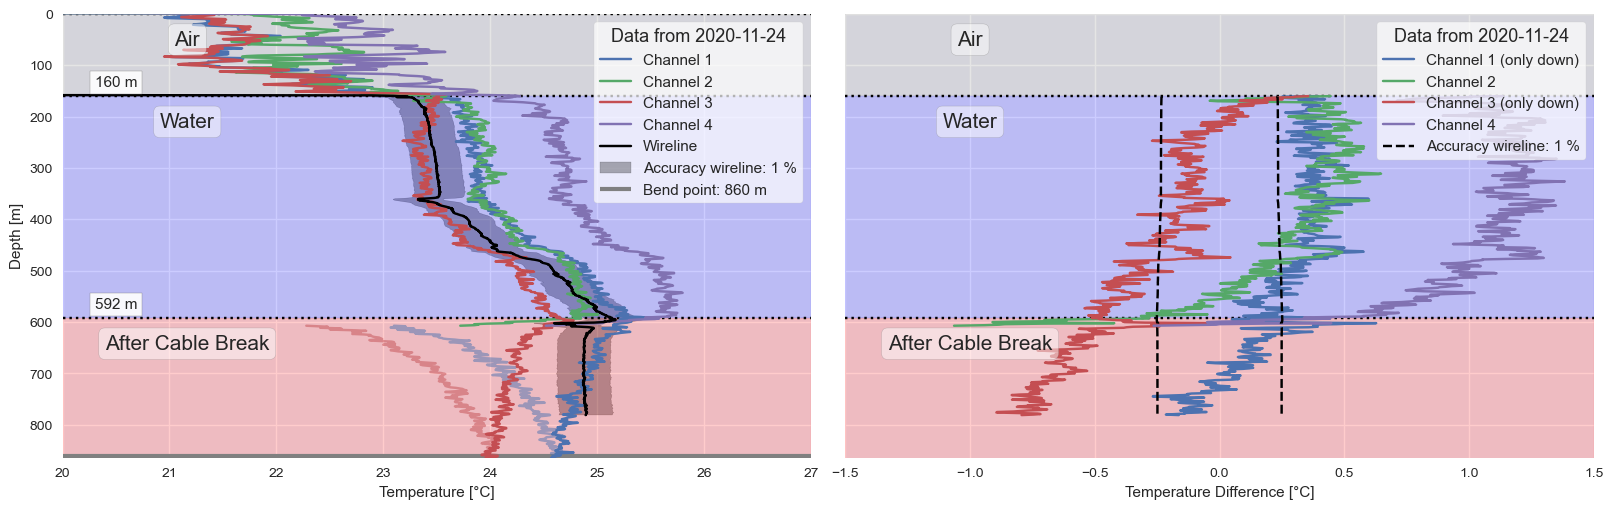 Data from 2020-11-24
Channel 1
Channel 2
Channel 3
Channel 4
Wireline
Accuracy wireline: 1 %
Bend point: 860 m
Air
160 m
Water
592 m
After Cable Break
0
100
200
300
400
500
600
700
800
Depth [m]
20
21
22
23
24
25
26
27
Temperature [°C]
Data from 2020-11-24
Channel 1 (only down)
Channel 2
Channel 3 (only down)
Channel 4
Accuracy wireline: 1 %
Air
Water
After Cable Break
−1.5
−1.0
−0.5
0.0
0.5
1.0
1.5
Temperature Difference [°C]